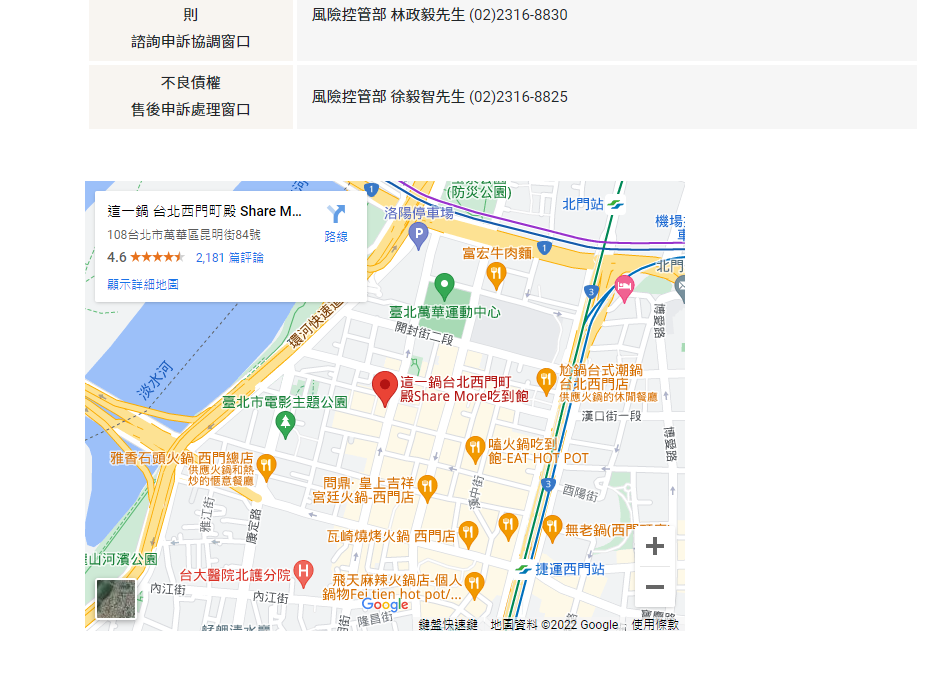 則
諮詢申訴協調窗口
風險控管部 林政毅先生 (02)2316-8830
不良債權
售後申訴處理窗口
風險控管部 徐毅智先生 (02)2316-8825
這一鍋 台北西門町殿 Share M...
108台北市萬華區昆明街84號
4.6
2,181 篇評論
顯示詳細地圖
路線
1
(防災公園)
洛陽停車場
P
北門站
機場
富宏牛肉麵
1
北門
3
臺北萬華運動中心
開封街二段
博愛路
環河快速道
淡水河
這一鍋台北西門町
殿Share More吃到飽
尬鍋台式潮鍋
台北西門店
供應火鍋的休閒餐廳
臺北市電影主題公園
漢口街一段
博愛路
嗑火鍋吃到
飽-EAT HOT POT
雅香石頭火鍋-西門總店
供應火鍋和熱
炒的愜意餐廳
問鼎‧皇上吉祥
宮廷火鍋-西門店
漢中街
3
酉陽街
雅江街
康定路
瓦崎燒烤火鍋 西門店
無老鍋(西門
山河濱公園
台大醫院北護分院
H
捷運西門站
飛天麻辣火鍋店-個人
鍋物Fei tien hot pot/...
內江街
內江街
Google
隆昌街
鍵盤快速鍵
地圖資料 ©2022 Google
使用條款